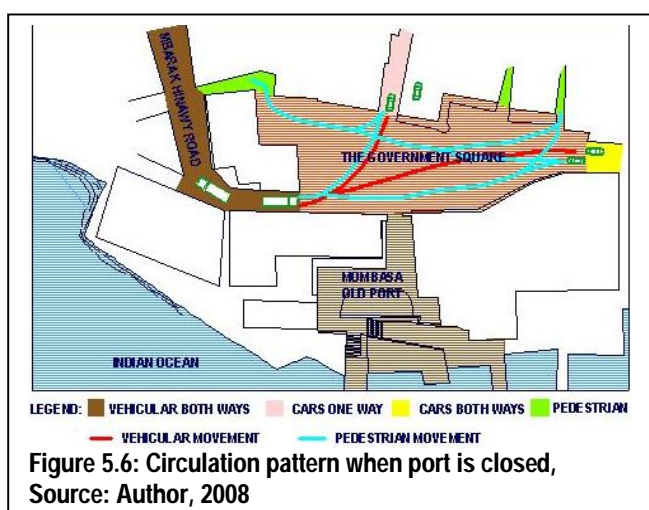 MBARAK HINAWY ROAD
THE GOVERNMENT SQUARE
MOMBASA
OLD PORT
INDIAN OCEAN
LEGEND: VEHICULAR BOTH WAYS CARS ONE WAY CARS BOTH WAYS PEDESTRIAN
VEHICULAR MOVEMENT PEDESTRIAN MOVEMENT
Figure 5.6: Circulation pattern when port is closed,
Source: Author, 2008